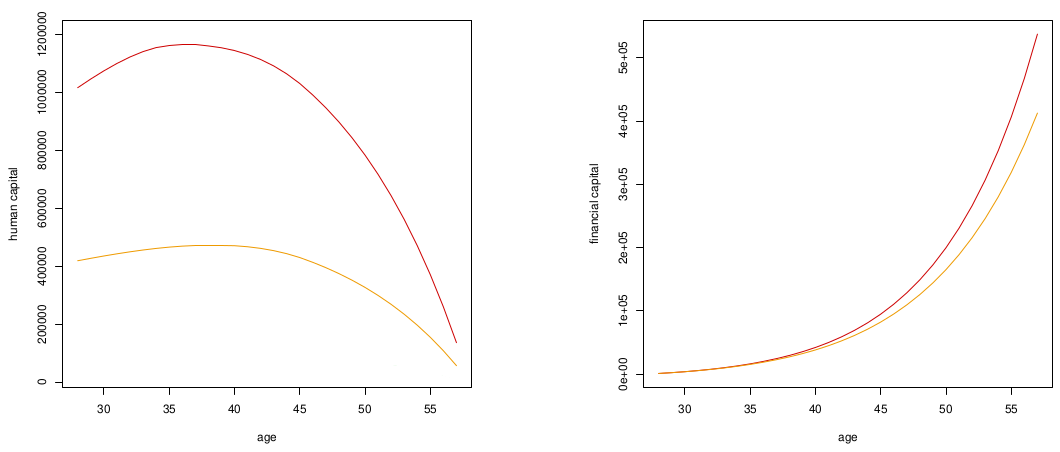 human capital
1200000
1000000
800000
600000
400000
200000
0
30 35 40 45 50 55
age
financial capital
5e+05
4e+05
3e+05
2e+05
1e+05
0e+00
30 35 40 45 50 55
age